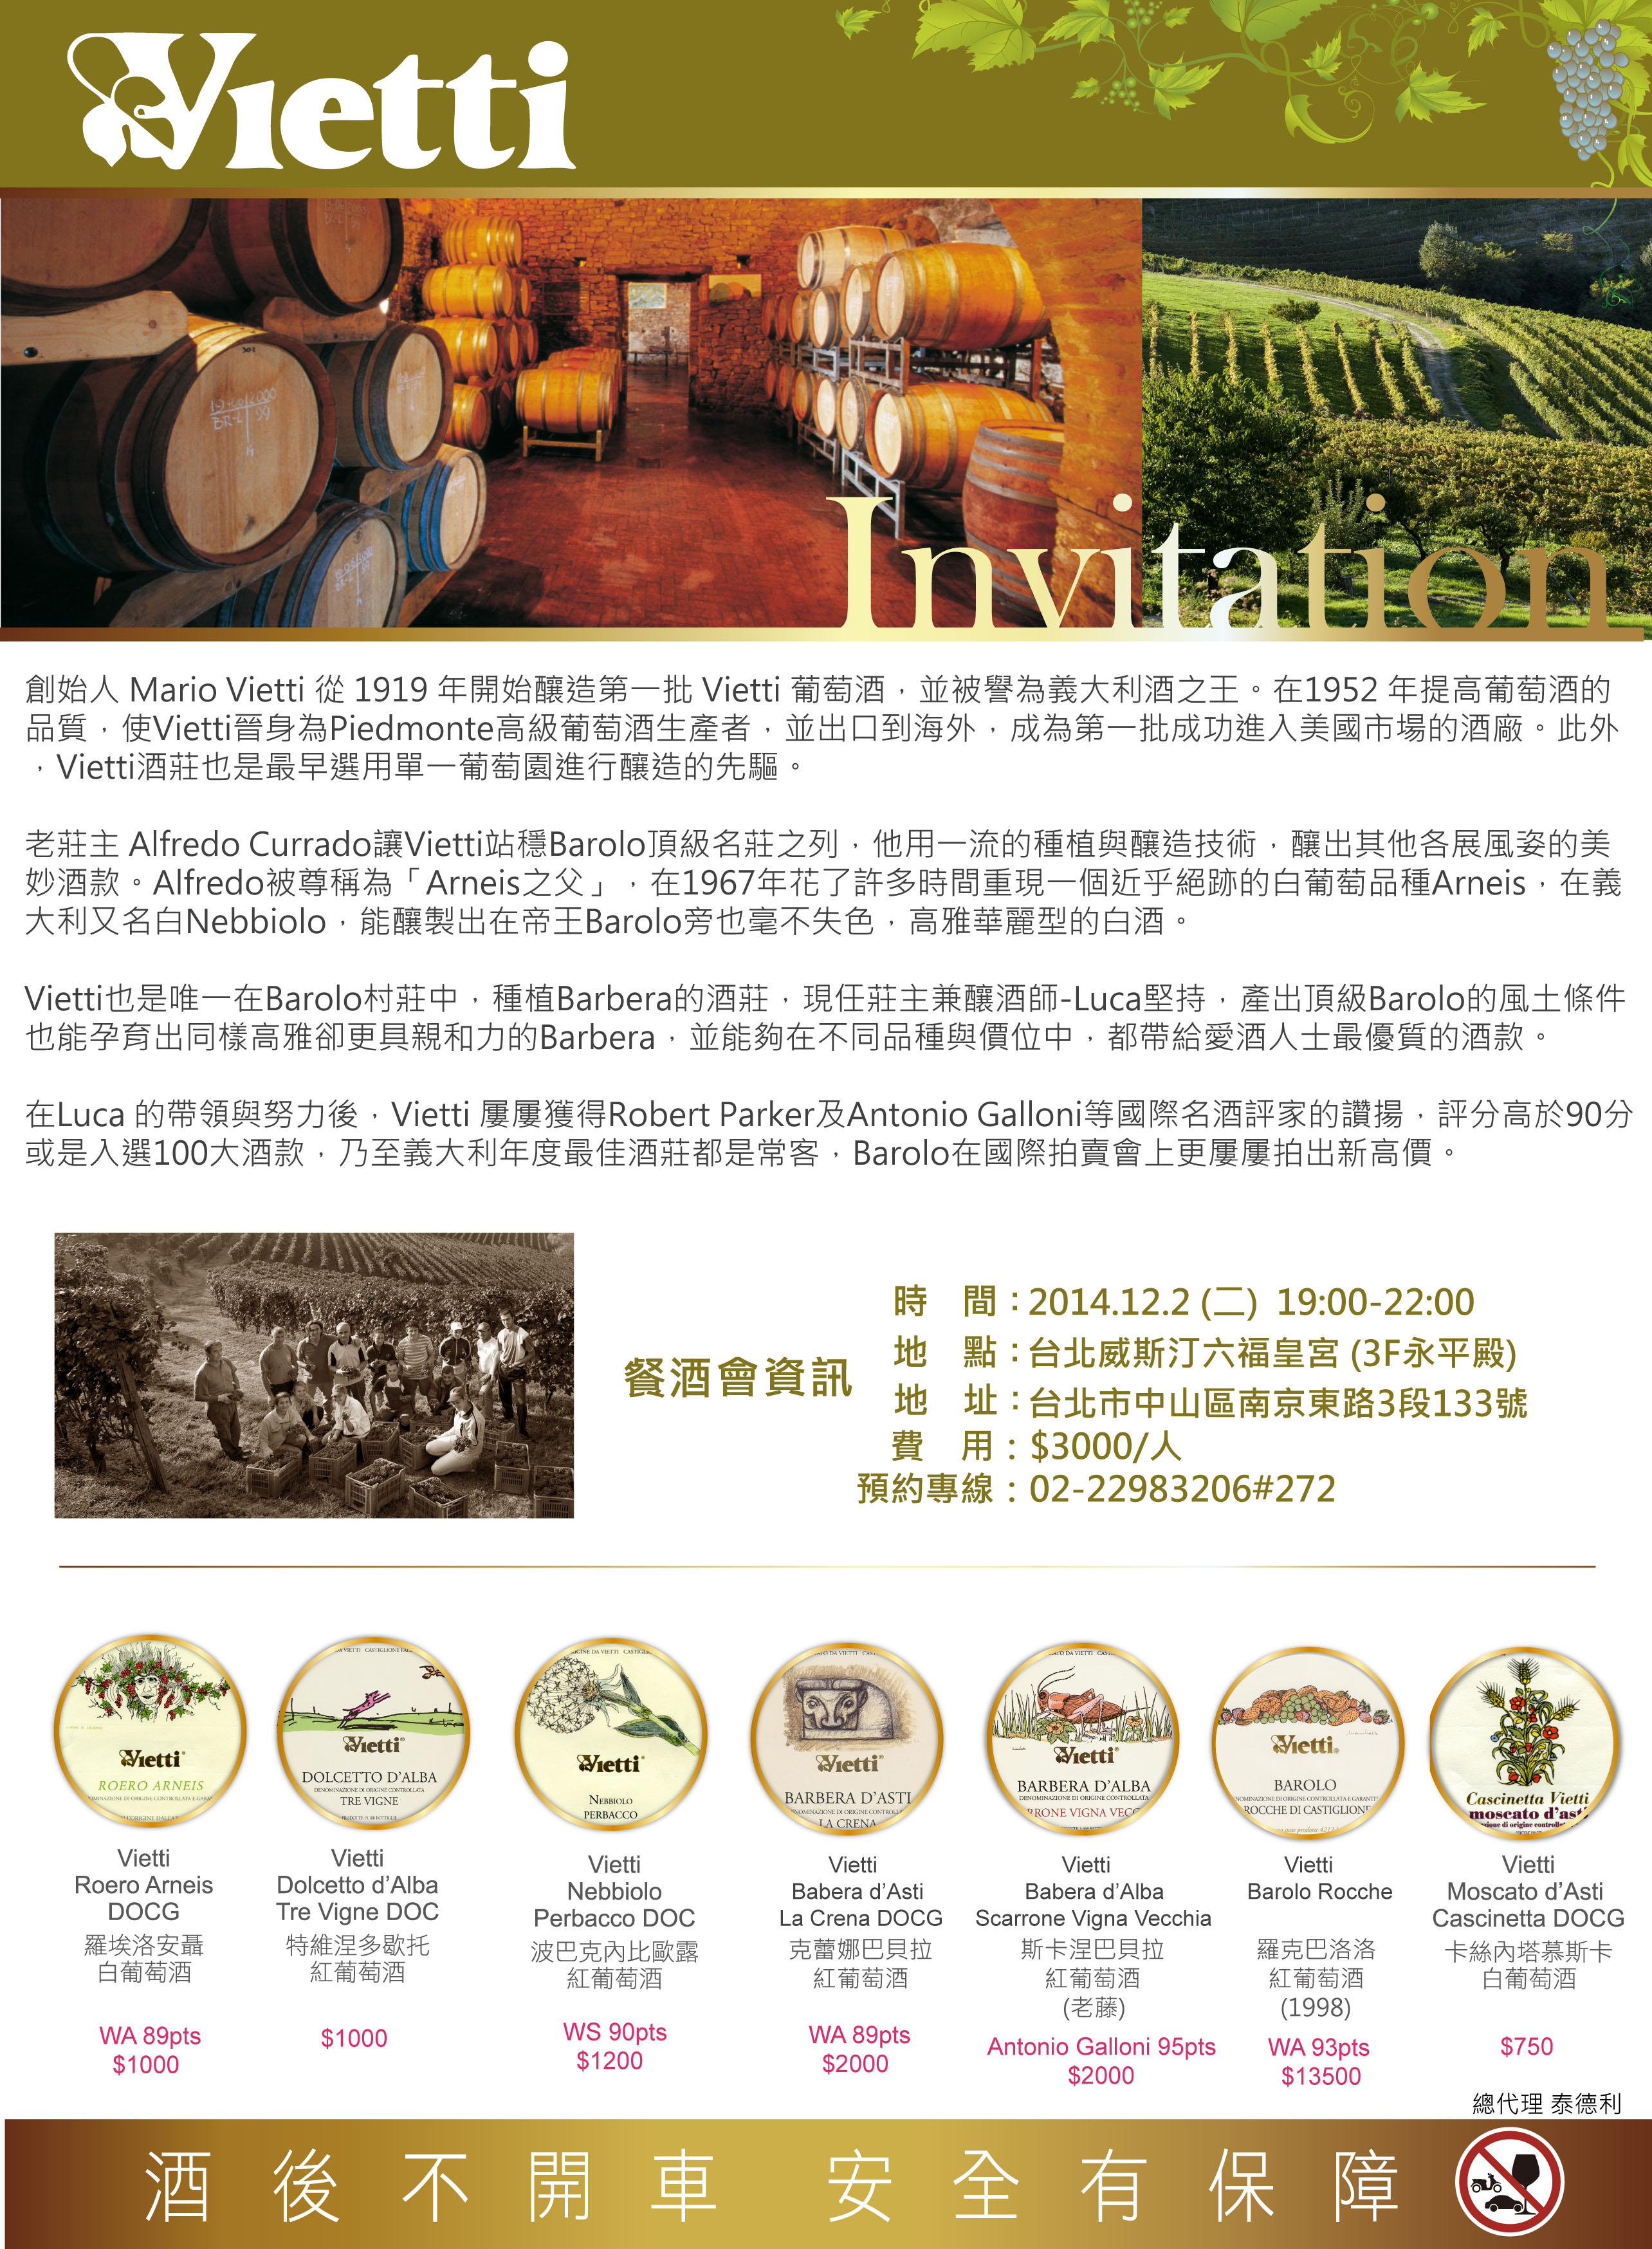 Vietti
Invitation
創始人 Mario Vietti 從 1919 年開始釀造第一批 Vietti 葡萄酒，並被譽為義大利酒之王。在1952 年提高葡萄酒的
品質，使Vietti晉身為Piedmonte高級葡萄酒生產者，並出口到海外，成為第一批成功進入美國市場的酒廠。此外
，Vietti酒莊也是最早選用單一葡萄園進行釀造的先驅。
老莊主 Alfredo Currado讓Vietti站穩Barolo頂級名莊之列，他用一流的種植與釀造技術，釀出其他各展風姿的美
妙酒款。Alfredo被尊稱為「Arneis之父」，在1967年花了許多時間重現一個近乎絕跡的白葡萄品種Arneis，在義
大利又名白Nebbiolo，能釀製出在帝王Barolo旁也毫不失色，高雅華麗型的白酒。
Vietti也是唯一在Barolo村莊中，種植Barbera的酒莊，現任莊主兼釀酒師-Luca堅持，產出頂級Barolo的風土條件
也能孕育出同樣高雅卻更具親和力的Barbera，並能夠在不同品種與價位中，都帶給愛酒人士最優質的酒款。
在Luca 的帶領與努力後，Vietti 屢屢獲得Robert Parker及Antonio Galloni等國際名酒評家的讚揚，評分高於90分
或是入選100大酒款，乃至義大利年度最佳酒莊都是常客，Barolo在國際拍賣會上更屢屢拍出新高價。
餐酒會資訊
時 間：2014.12.2 (二) 19:00-22:00
地 點：台北威斯汀六福皇宮 (3F永平殿)
地 址：台北市中山區南京東路3段133號
費 用：$3000/人
預約專線：02-22983206#272
Vietti
ROERO ARNEIS
Vietti
DOLCETTO D'ALBA
DENOMINAZIONE DI ORIGINE CONTROLLATA
TRE VIGNE
Vietti
NEBBIOLO
PERBACCO
Vietti
BARBERA D'ASTI
LA CRENA
Vietti
BARBERA D'ALBA
DENOMINAZIONE DI ORIGINE CONTROLLATA
RRONE VIGNA VECC
Vietti
BAROLO
ROCCHE DI CASTIGLIONE
Cascinetta Vietti
moscato d'asti
Vietti
Roero Arneis
DOCG
羅埃洛安聶
白葡萄酒
WA 89pts
$1000
Vietti
Dolcetto d'Alba
Tre Vigne DOC
特維涅多歇托
紅葡萄酒
$1000
Vietti
Nebbiolo
Perbacco DOC
波巴克內比歐露
紅葡萄酒
WS 90pts
$1200
Vietti
Babera d'Asti
La Crena DOCG
克蕾娜巴貝拉
紅葡萄酒
WA 89pts
$2000
Vietti
Babera d'Alba
Scarrone Vigna Vecchia
斯卡涅巴貝拉
紅葡萄酒
(老藤)
Antonio Galloni 95pts
$2000
Vietti
Barolo Rocche
羅克巴洛洛
紅葡萄酒
(1998)
WA 93pts
$13500
Vietti
Moscato d'Asti
Cascinetta DOCG
卡絲內塔慕斯卡
白葡萄酒
$750
總代理 泰德利
酒後不開車 安全有保障